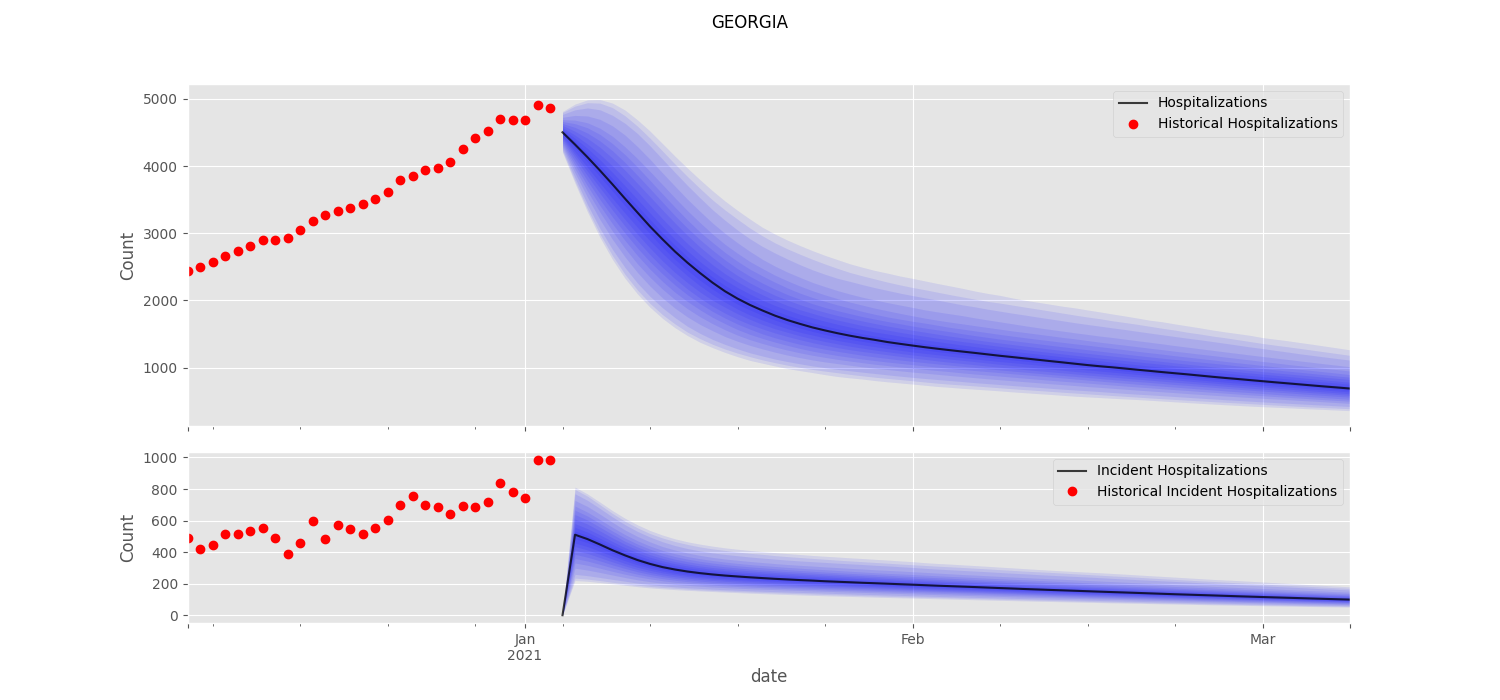 GEORGIA
5000
4000
3000
2000
1000
Count
Hospitalizations
Historical Hospitalizations
1000
800
600
400
200
0
Count
Incident Hospitalizations
Historical Incident Hospitalizations
Jan
2021
Feb
Mar
date